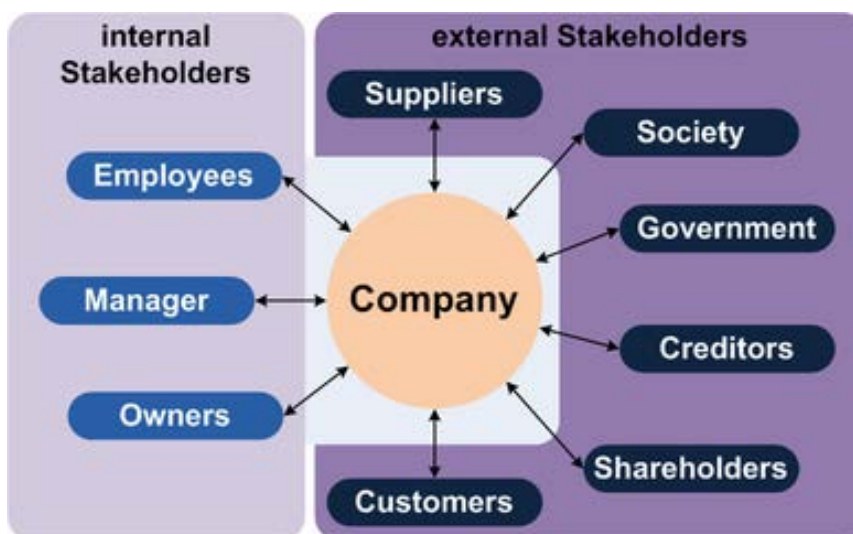 internal
Stakeholders
external Stakeholders
Suppliers
Society
Employees
Government
Manager
Company
Creditors
Owners
Shareholders
Customers